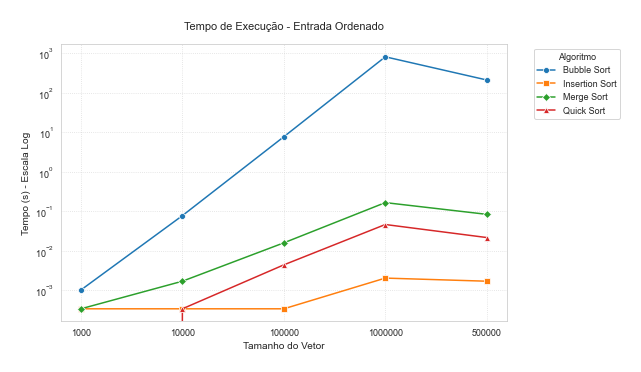 Tempo de Execução - Entrada Ordenado
Algoritmo
Bubble Sort
Insertion Sort
Merge Sort
Quick Sort
Tempo (s) - Escala Log
10³
10²
10¹
10⁰
10⁻¹
10⁻²
10⁻³
1000 10000 100000 1000000 500000
Tamanho do Vetor